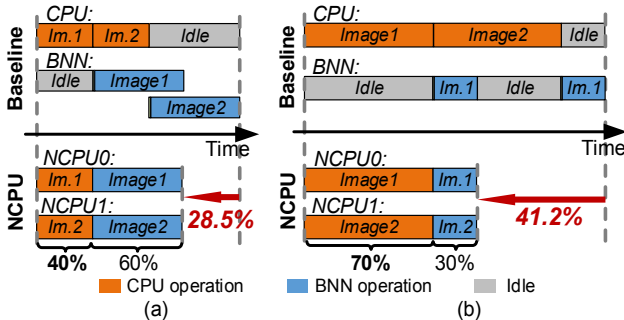 CPU:
Im.1 Im.2 Idle
BNN:
Idle Image1
Image2
Baseline
Time
NCPU0:
Im.1 Image1
NCPU1:
Im.2 Image2
NCPU
28.5%
40% 60%
CPU:
Image1 Image2 Idle
BNN:
Idle Im.1 Idle Im.1
Baseline
Time
NCPU0:
Image1 Im.1
NCPU1:
Image2 Im.2
NCPU
41.2%
70% 30%
CPU operation BNN operation Idle
(a) (b)